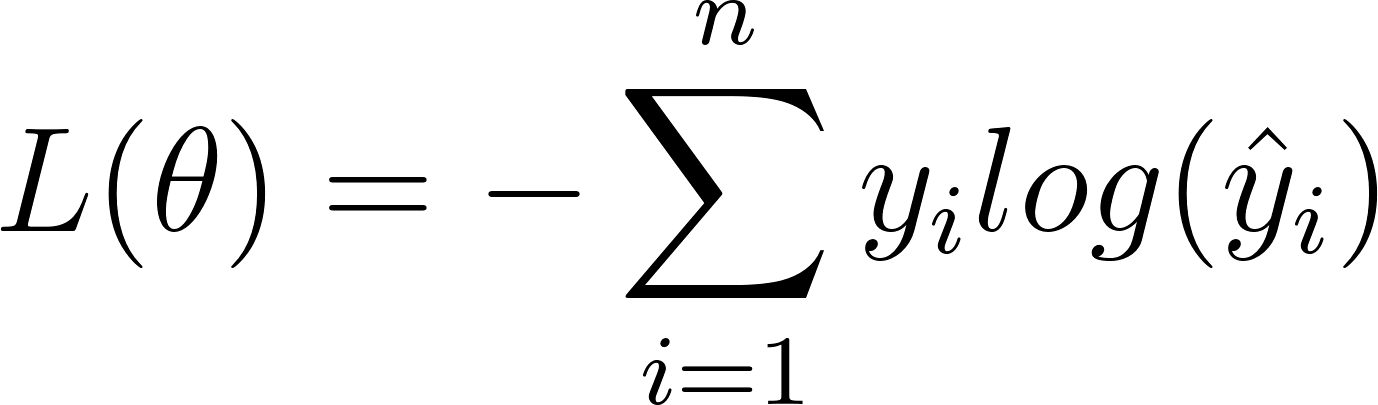 L(θ) = − ∑_{i=1}^{n} y_i log(ŷ_i)